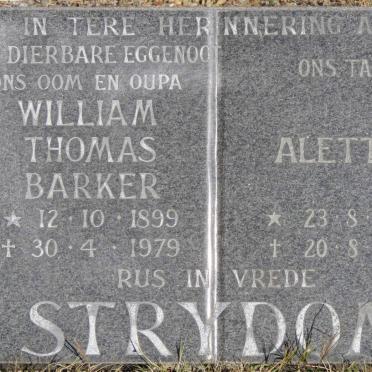 IN TERE HERINNERING A
DIERBARE EGGENOOT
ONS OOM EN OUPA
ONS TA
WILLIAM
THOMAS
BARKER
★ 12·10·1899
✝ 30·4·1979
ALETT
★ 23·8·
✝ 20·8·
RUS IN VREDE
STRYDOM